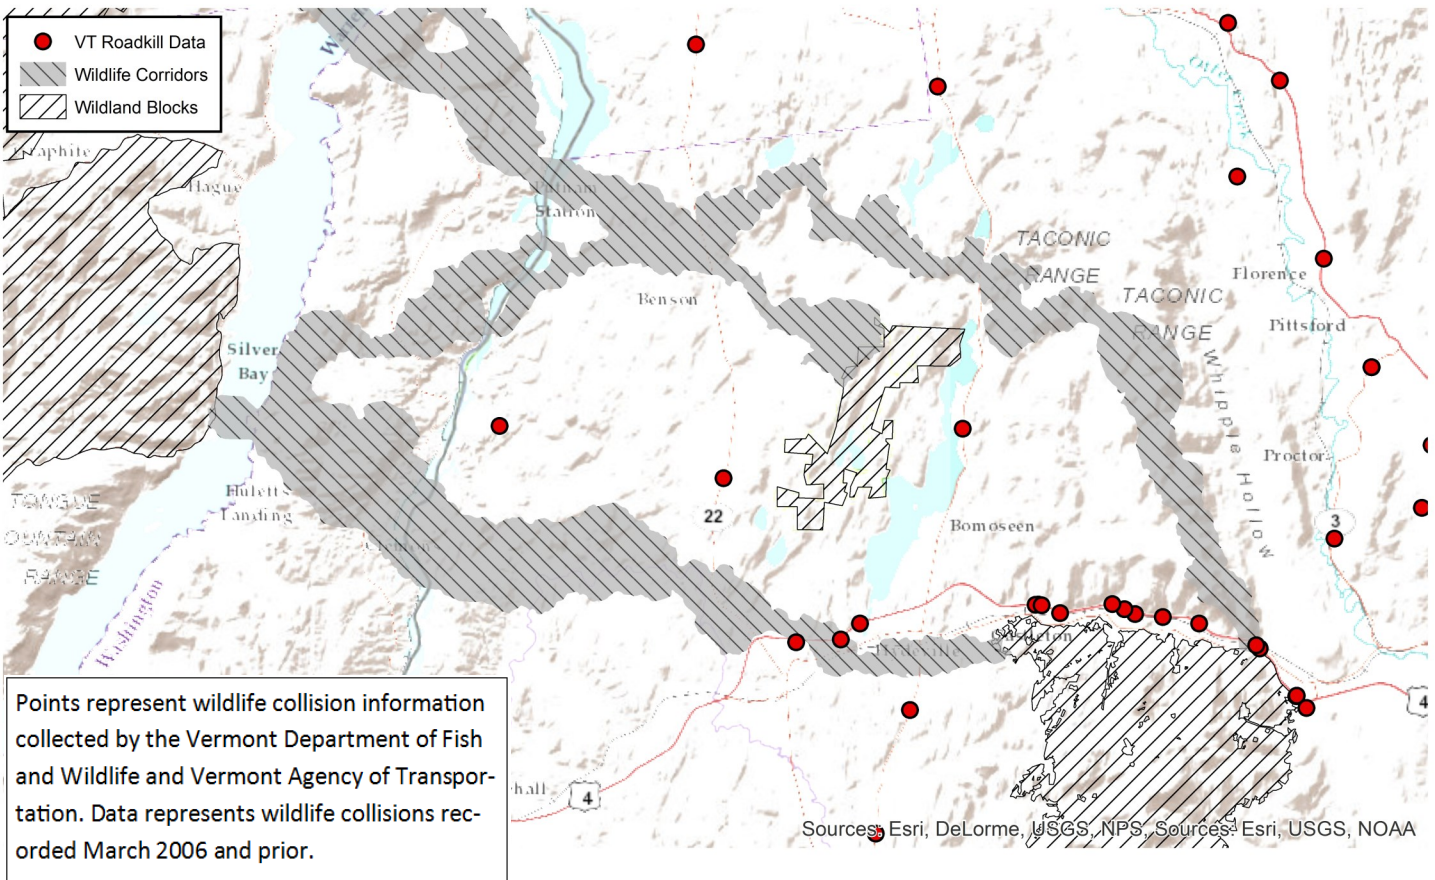 VT Roadkill Data
Wildlife Corridors
Wildland Blocks
Hague
Putnam
Station
TACONIC
RANGE
Florence
TACONIC
RANGE
Benson
Pittsford
Silver
Bay
Whipple Hollow
Proctor
Huletts
Landing
TONGUE
RANGE
22
3
Bomoseen
Washington
Castleton
4
4
Points represent wildlife collision information
collected by the Vermont Department of Fish
and Wildlife and Vermont Agency of Transpor-
tation. Data represents wildlife collisions rec-
orded March 2006 and prior.
Sources: Esri, DeLorme, USGS, NPS, Sources: Esri, USGS, NOAA